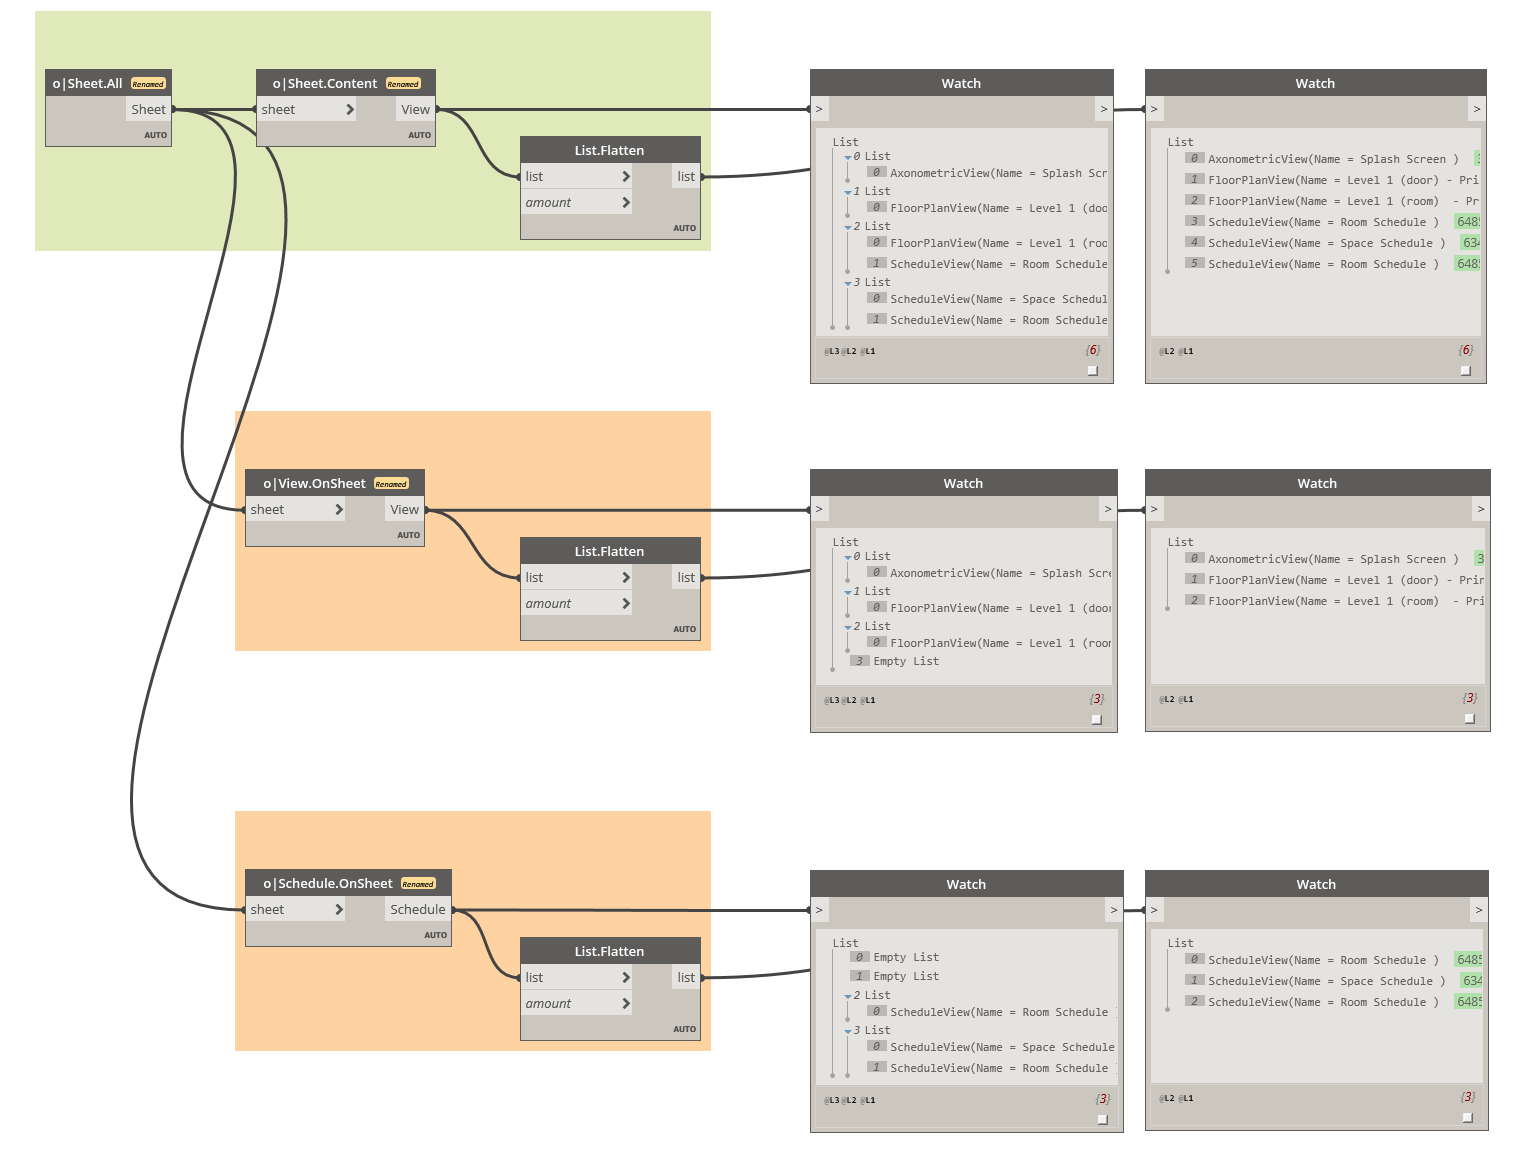 o|Sheet.All Renamed
Sheet
AUTO
o|Sheet.Content Renamed
sheet
View
AUTO
List.Flatten
list
list
amount
AUTO
Watch
>
>
List
0 List
0 AxonometricView(Name = Splash Scr
1 List
0 FloorPlanView(Name = Level 1 (doo
2 List
0 FloorPlanView(Name = Level 1 (roo
1 ScheduleView(Name = Room Schedule
3 List
0 ScheduleView(Name = Space Schedul
1 ScheduleView(Name = Room Schedule
@L3 @L2 @L1
{6}
Watch
>
>
List
0 AxonometricView(Name = Splash Screen )
1 FloorPlanView(Name = Level 1 (door) - Pri
2 FloorPlanView(Name = Level 1 (room) - Pr
3 ScheduleView(Name = Room Schedule ) 6485
4 ScheduleView(Name = Space Schedule ) 634
5 ScheduleView(Name = Room Schedule ) 6485
@L2 @L1
{6}
o|View.OnSheet Renamed
sheet
View
AUTO
List.Flatten
list
list
amount
AUTO
Watch
>
>
List
0 List
0 AxonometricView(Name = Splash Scre
1 List
0 FloorPlanView(Name = Level 1 (door
2 List
0 FloorPlanView(Name = Level 1 (room
3 Empty List
@L3 @L2 @L1
{3}
Watch
>
>
List
0 AxonometricView(Name = Splash Screen ) 3
1 FloorPlanView(Name = Level 1 (door) - Prin
2 FloorPlanView(Name = Level 1 (room) - Pri
@L2 @L1
{3}
o|Schedule.OnSheet Renamed
sheet
Schedule
AUTO
List.Flatten
list
list
amount
AUTO
Watch
>
>
List
0 Empty List
1 Empty List
2 List
0 ScheduleView(Name = Room Schedule )
3 List
0 ScheduleView(Name = Space Schedule
1 ScheduleView(Name = Room Schedule )
@L3 @L2 @L1
{3}
Watch
>
>
List
0 ScheduleView(Name = Room Schedule ) 6485
1 ScheduleView(Name = Space Schedule ) 634
2 ScheduleView(Name = Room Schedule ) 6485
@L2 @L1
{3}